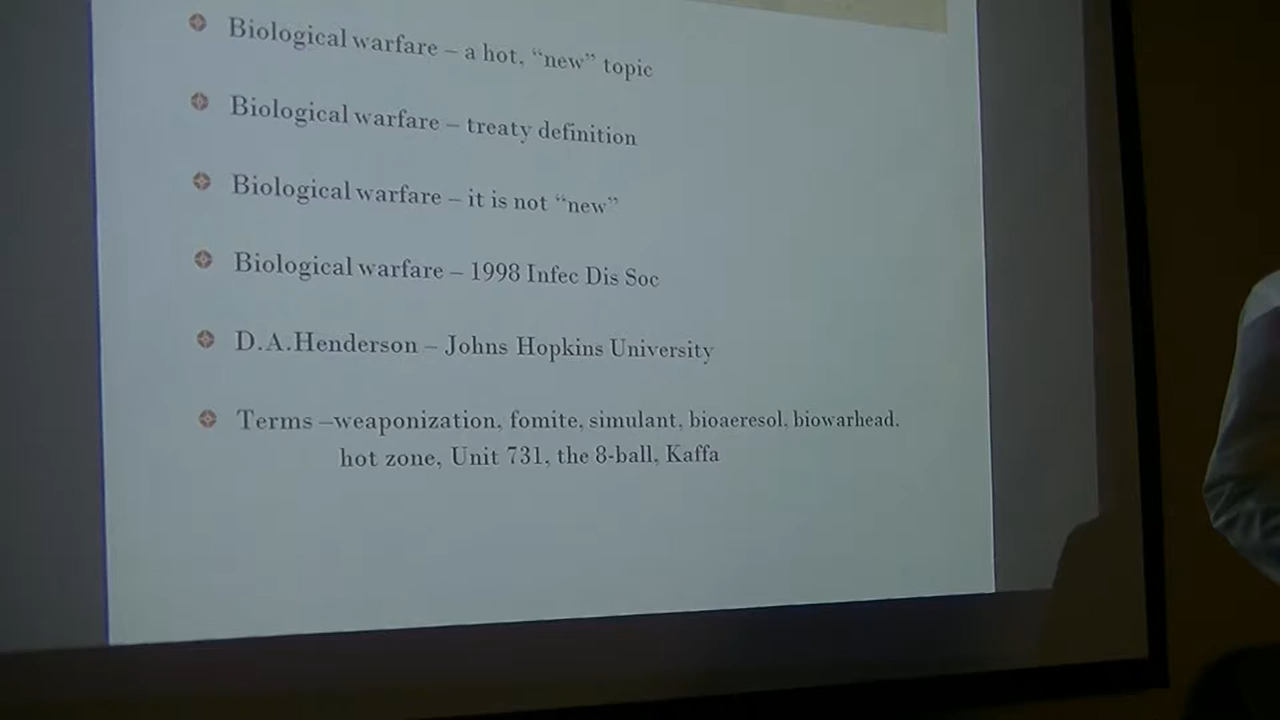 Biological warfare – a hot, “new” topic
Biological warfare – treaty definition
Biological warfare – it is not “new”
Biological warfare – 1998 Infec Dis Soc
D.A.Henderson – Johns Hopkins University
Terms –weaponization, fomite, simulant, bioaeresol, biowarhead.
hot zone, Unit 731, the 8-ball, Kaffa